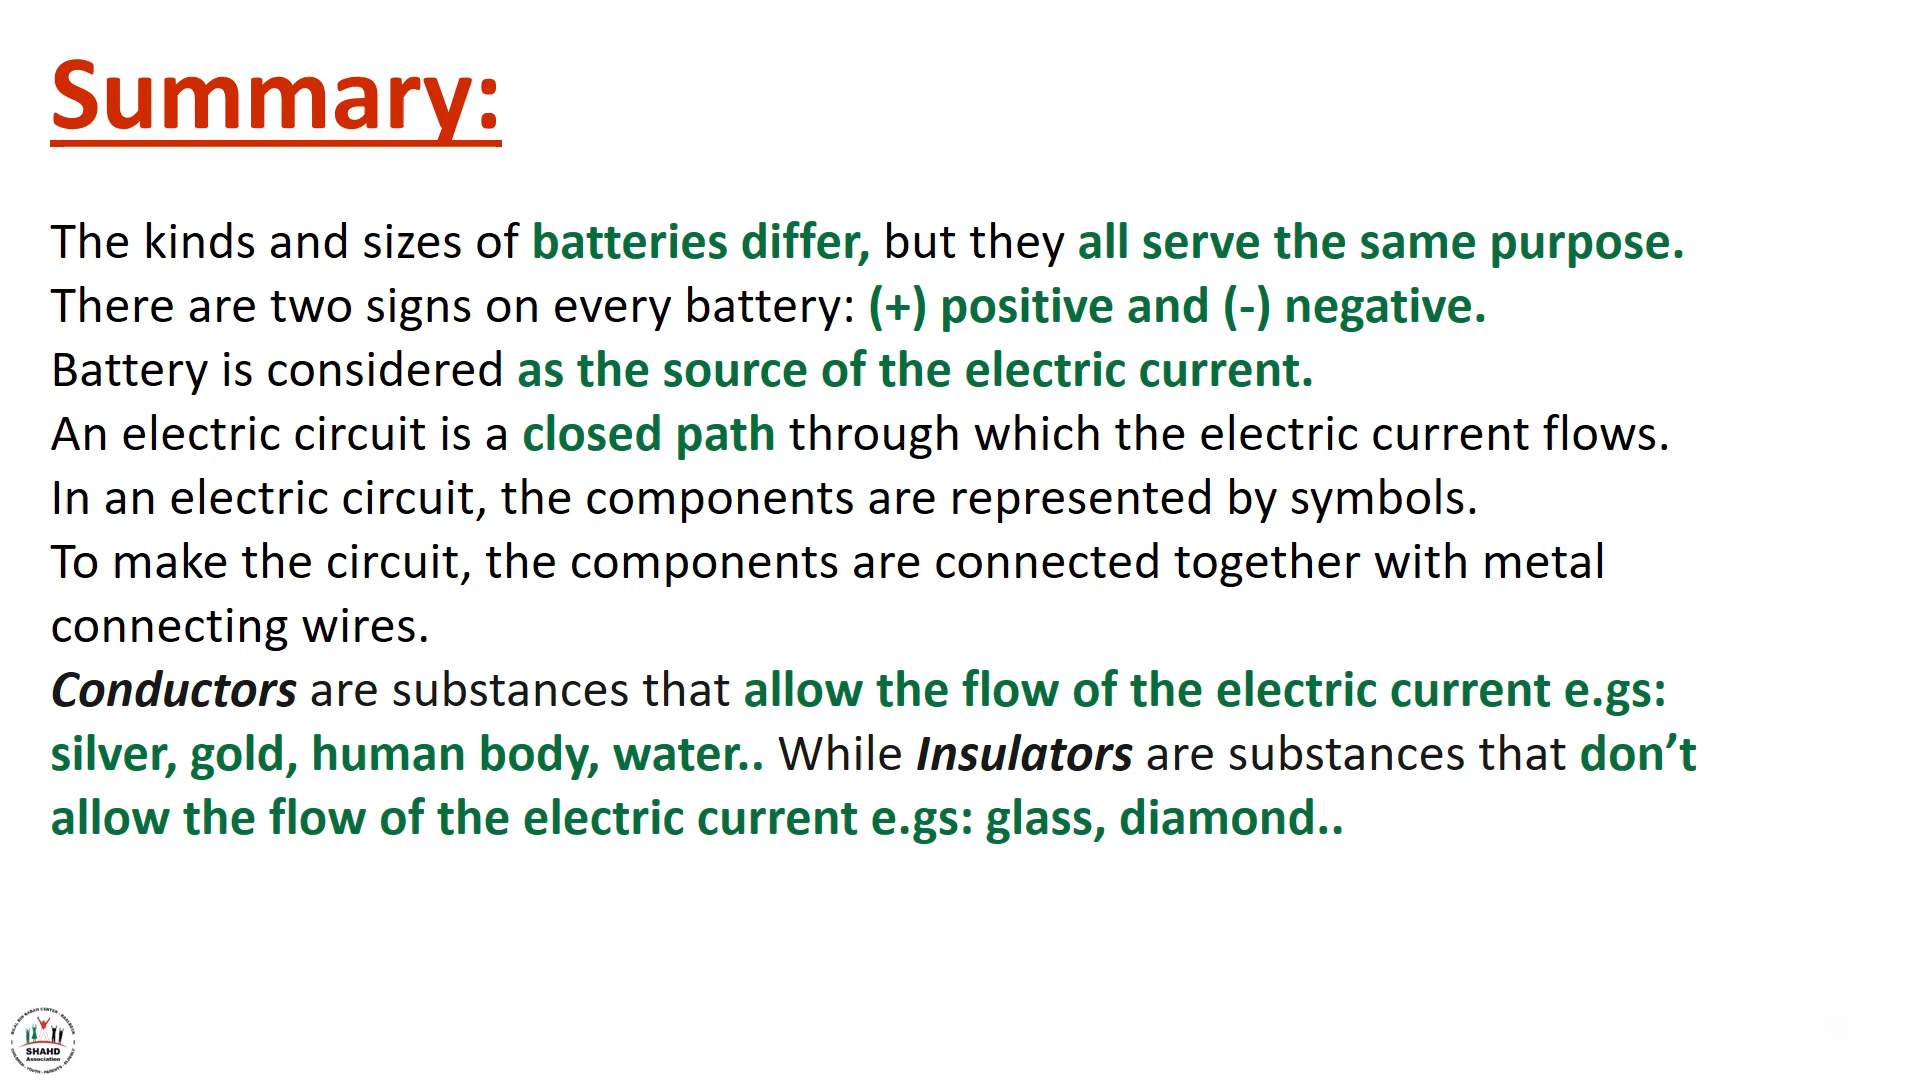 Summary:
The kinds and sizes of batteries differ, but they all serve the same purpose.
There are two signs on every battery: (+) positive and (-) negative.
Battery is considered as the source of the electric current.
An electric circuit is a closed path through which the electric current flows.
In an electric circuit, the components are represented by symbols.
To make the circuit, the components are connected together with metal
connecting wires.
Conductors are substances that allow the flow of the electric current e.gs:
silver, gold, human body, water.. While Insulators are substances that don’t
allow the flow of the electric current e.gs: glass, diamond..
SHAHD
Association